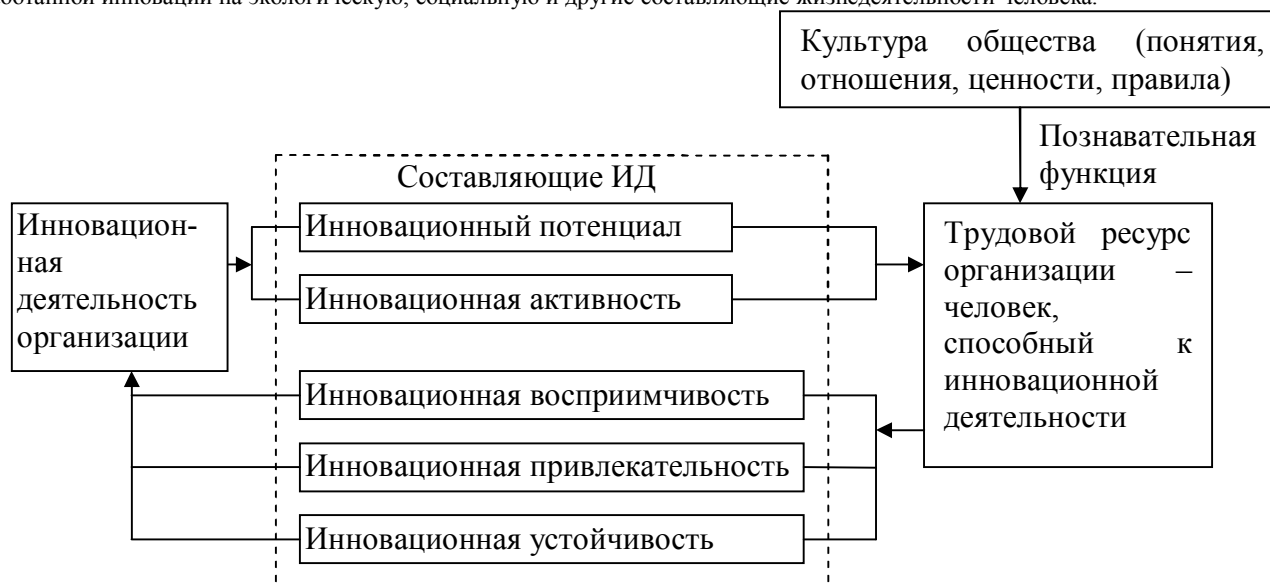 инновации на экологическую, социальную и другие составляющие жизнедеятельности человека.
Культура общества (понятия,
отношения, ценности, правила)
Познавательная
функция
Составляющие ИД
Инновацион-
ная
деятельность
организации
Инновационный потенциал
Инновационная активность
Инновационная восприимчивость
Инновационная привлекательность
Инновационная устойчивость
Трудовой ресурс
организации –
человек,
способный к
инновационной
деятельности